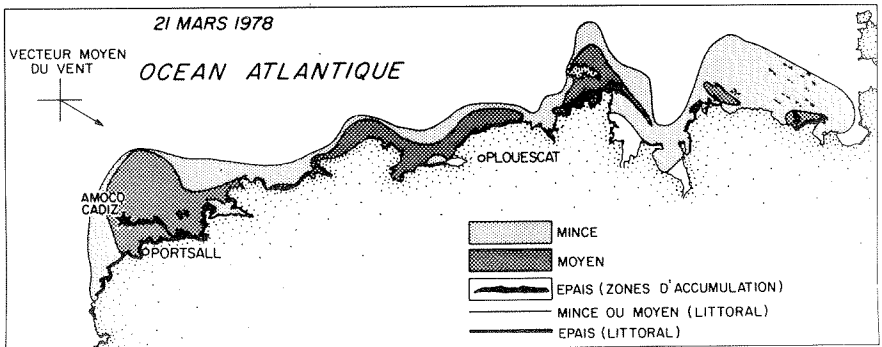 21 MARS 1978
VECTEUR MOYEN
DU VENT
OCEAN ATLANTIQUE
PLOUESCAT
AMOCO
CADIZ
PORTSALL
MINCE
MOYEN
EPAIS (ZONES D'ACCUMULATION)
MINCE OU MOYEN (LITTORAL)
EPAIS (LITTORAL)